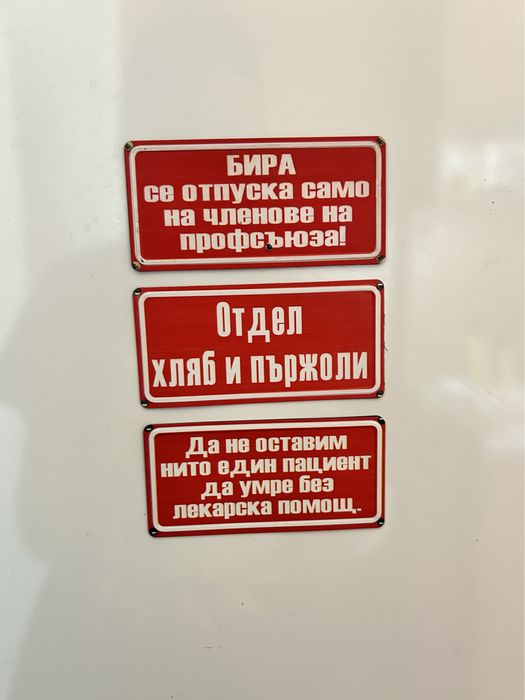 БИРА
се отпуска само
на членове на
профсъюза!
Отдел
хляб и пържоли
Да не оставим
нито един пациент
да умре без
лекарска помощ.